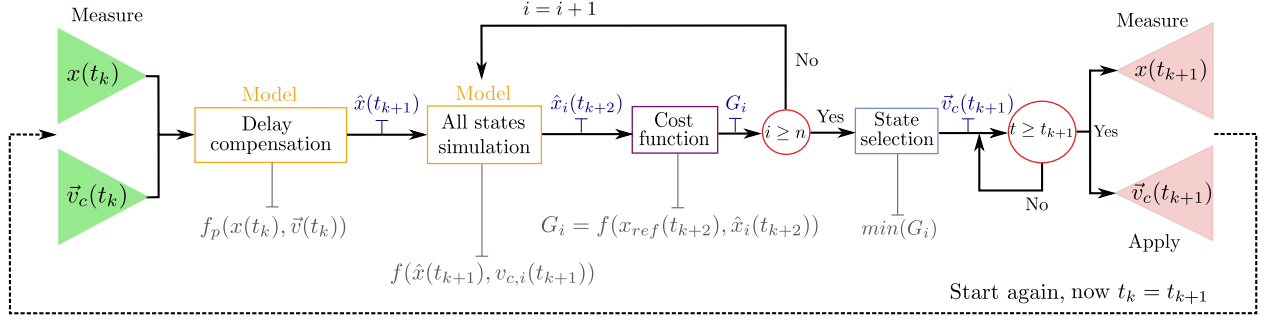 Measure
x(t_k)
v⃗_c(t_k)
Model
Delay
compensation
f_p(x(t_k), v⃗(t_k))
x̂(t_{k+1})
i = i + 1
Model
All states
simulation
f(x̂(t_{k+1}), v_{c,i}(t_{k+1}))
x̂_i(t_{k+2})
Cost
function
G_i = f(x_{ref}(t_{k+2}), x̂_i(t_{k+2}))
G_i
i ≥ n
No
Yes
State
selection
min(G_i)
v⃗_c(t_{k+1})
t ≥ t_{k+1}
No
Yes
Measure
x(t_{k+1})
v⃗_c(t_{k+1})
Apply
Start again, now t_k = t_{k+1}